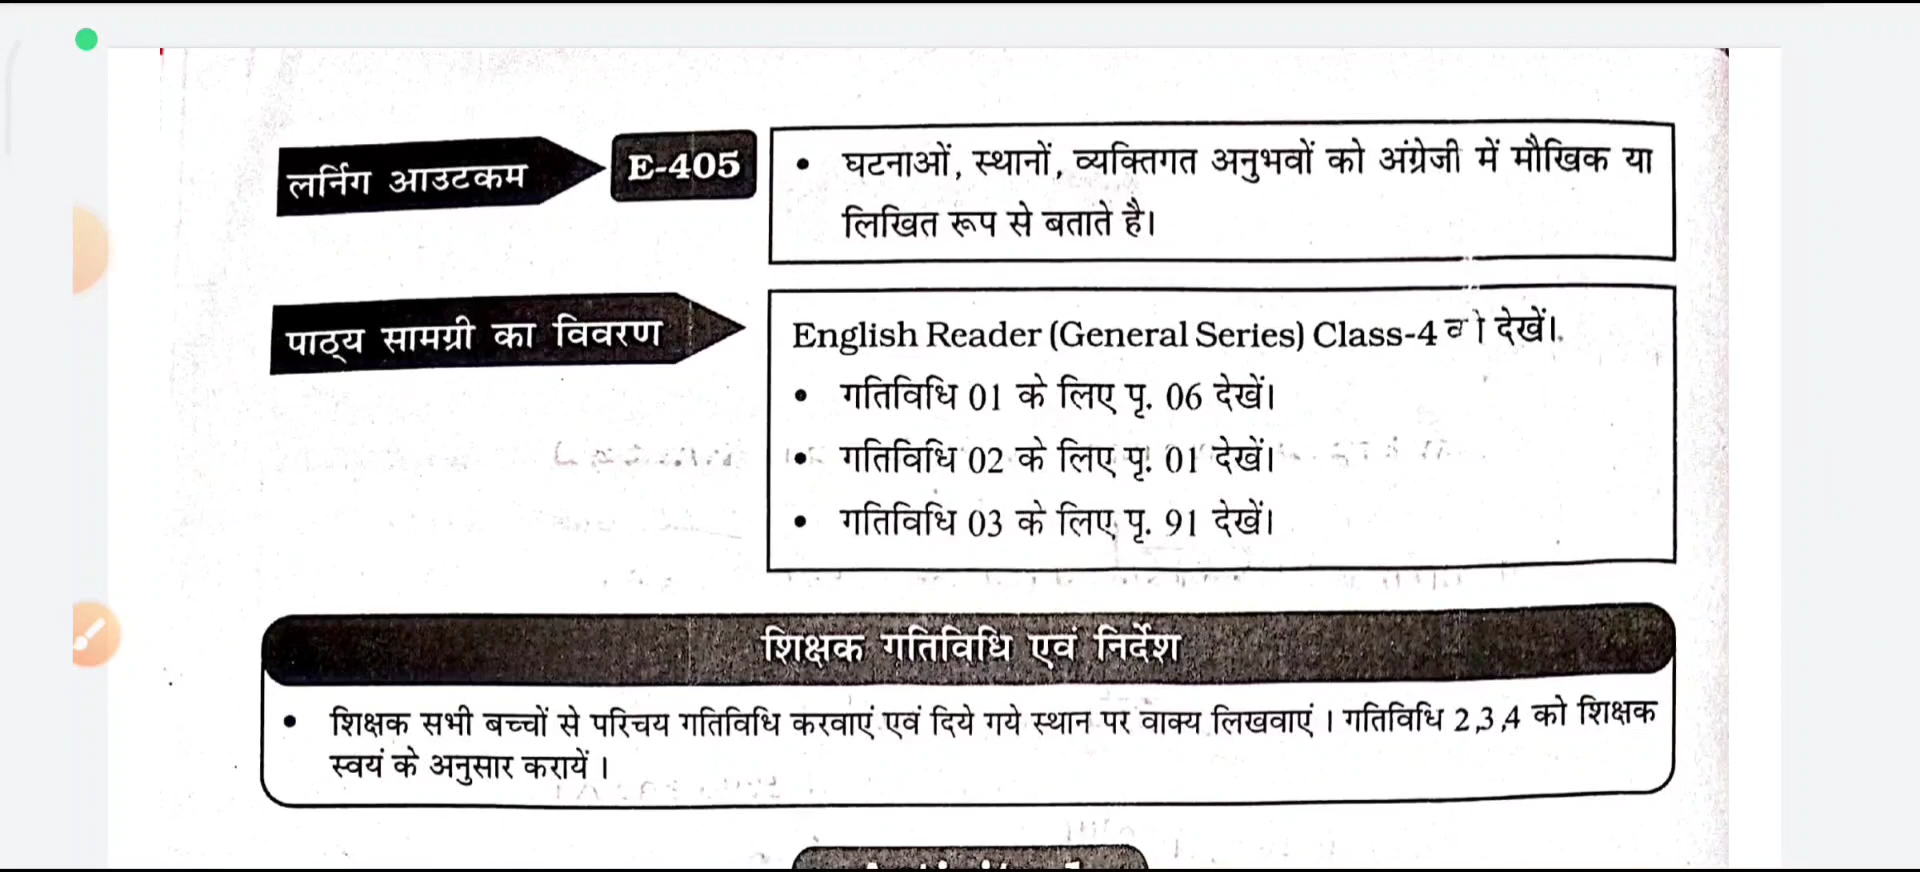 लर्निंग आउटकम
E-405
• घटनाओं, स्थानों, व्यक्तिगत अनुभवों को अंग्रेजी में मौखिक या
लिखित रूप से बताते है।
पाठ्य सामग्री का विवरण
English Reader (General Series) Class-4 को देखें।
• गतिविधि 01 के लिए पृ. 06 देखें।
• गतिविधि 02 के लिए पृ. 01 देखें।
• गतिविधि 03 के लिए पृ. 91 देखें।
शिक्षक गतिविधि एवं निर्देश
• शिक्षक सभी बच्चों से परिचय गतिविधि करवाएं एवं दिये गये स्थान पर वाक्य लिखवाएं । गतिविधि 2,3,4 को शिक्षक
स्वयं के अनुसार करायें ।